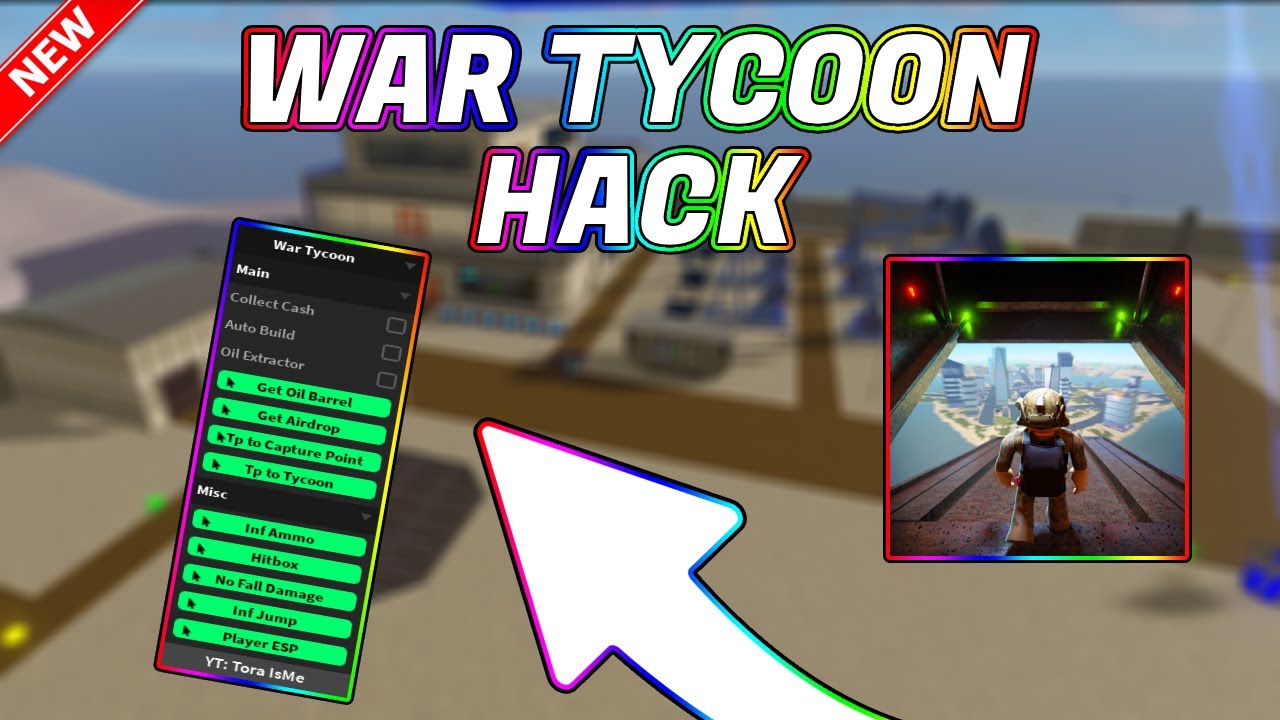 NEW
WAR TYCOON
HACK
War Tycoon
Main
Collect Cash
Auto Build
Oil Extractor
Get Oil Barrel
Get Airdrop
Tp to Capture Point
Tp to Tycoon
Misc
Inf Ammo
Hitbox
No Fall Damage
Inf Jump
Player ESP
YT: Tora IsMe